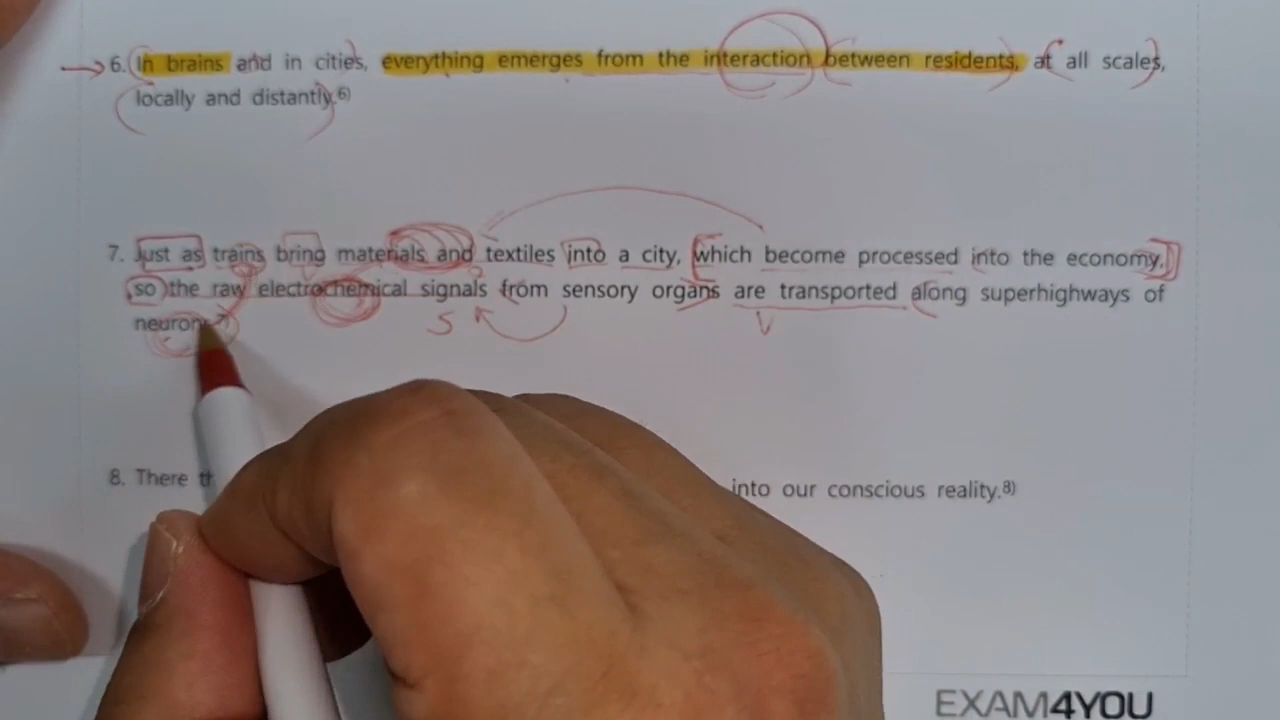 6. In brains and in cities, everything emerges from the interaction between residents, at all scales,
locally and distantly.6)
7. Just as trains bring materials and textiles into a city, which become processed into the economy,
so the raw electrochemical signals from sensory organs are transported along superhighways of
neurons.7)
S
V
8. There into our conscious reality.8)
EXAM4YOU